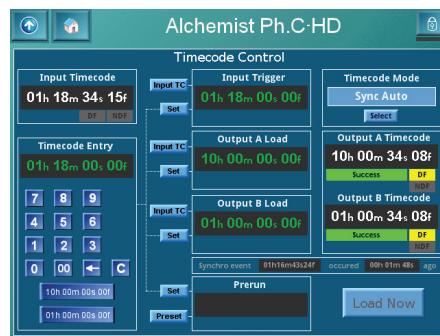 Alchemist Ph.C-HD
Timecode Control
Input Timecode
01h 18m 34s 15f
DF NDF
Timecode Entry
01h 18m 00s 00f
7 8 9
4 5 6
1 2 3
0 00 ← C
10h 00m 00s 00f
01h 00m 00s 00f
Input TC
Set
Input Trigger
01h 18m 00s 00f
Input TC
Set
Output A Load
10h 00m 00s 00f
Input TC
Set
Output B Load
01h 00m 00s 00f
Synchro event 01h16m43s24f occured 00h 01m 48s ago
Set
Preset
Prerun
Timecode Mode
Sync Auto
Select
Output A Timecode
10h 00m 34s 08f
Success DF
NDF
Output B Timecode
01h 00m 34s 08f
Success DF
NDF
Load Now